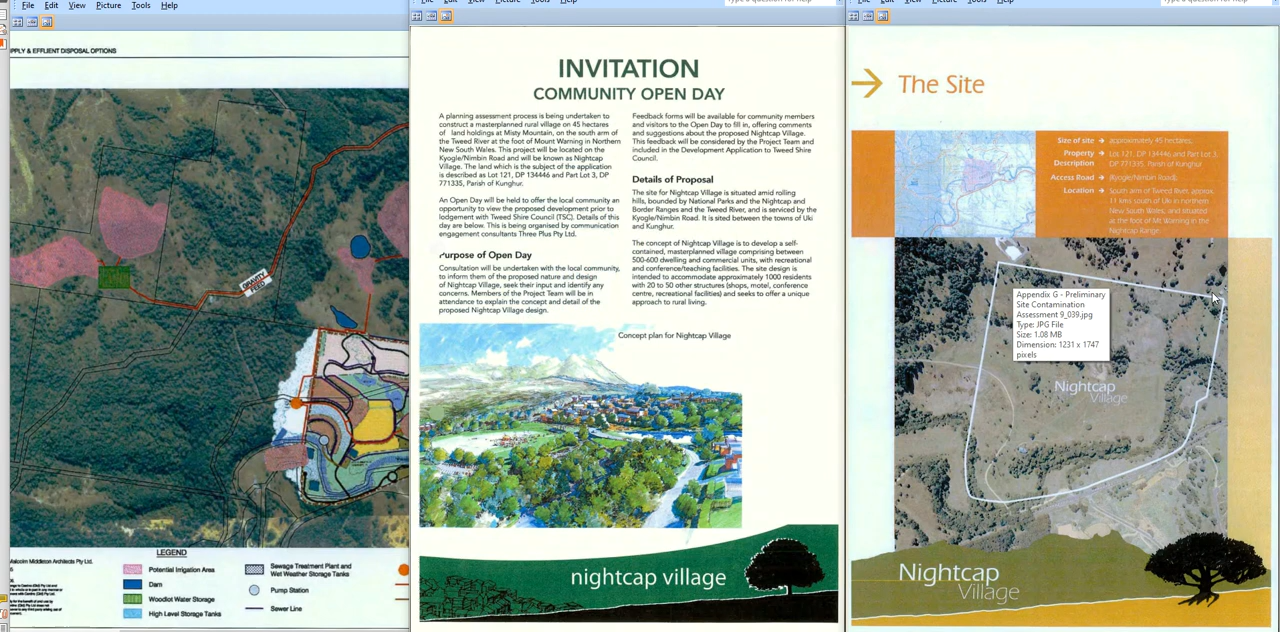 File Edit View Picture Tools Help
PPLY & EFFLIENT DISPOSAL OPTIONS
GRAVITY
FEED
LEGEND
Malcolm Middleton Architects Pty Ltd.
Potential Irrigation Area
Dam
Woodlot Water Storage
High Level Storage Tanks
Sewage Treatment Plant and
Wet Weather Storage Tanks
Pump Station
Sewer Line
INVITATION
COMMUNITY OPEN DAY
A planning assessment process is being undertaken to
construct a masterplanned rural village on 45 hectares
of land holdings at Misty Mountain, on the south arm of
the Tweed River at the foot of Mount Warning in Northern
New South Wales. This project will be located on the
Kyogle/Nimbin Road and will be known as Nightcap
Village. The land which is the subject of the application
is described as Lot 121, DP 134446 and Part Lot 3, DP
771335, Parish of Kunghur.
An Open Day will be held to offer the local community an
opportunity to view the proposed development prior to
lodgement with Tweed Shire Council (TSC). Details of this
day are below. This is being organised by communication
engagement consultants Three Plus Pty Ltd.
urpose of Open Day
Consultation will be undertaken with the local community,
to inform them of the proposed nature and design
of Nightcap Village, seek their input and identify any
concerns. Members of the Project Team will be in
attendance to explain the concept and detail of the
proposed Nightcap Village design.
Feedback forms will be available for community members
and visitors to the Open Day to fill in, offering comments
and suggestions about the proposed Nightcap Village.
This feedback will be considered by the Project Team and
included in the Development Application to Tweed Shire
Council.
Details of Proposal
The site for Nightcap Village is situated amid rolling
hills, bounded by National Parks and the Nightcap and
Border Ranges and the Tweed River, and is serviced by the
Kyogle/Nimbin Road. It is sited between the towns of Uki
and Kunghur.
The concept of Nightcap Village is to develop a self-
contained, masterplanned village comprising between
500-600 dwelling and commercial units, with recreational
and conference/teaching facilities. The site design is
intended to accommodate approximately 1000 residents
with 20 to 50 other structures (shops, motel, conference
centre, recreational facilities) and seeks to offer a unique
approach to rural living.
Concept plan for Nightcap Village
nightcap village
→ The Site
Size of site → approximately 45 hectares.
Property → Lot 121, DP 134446 and Part Lot 3,
Description DP 771335, Parish of Kunghur
Access Road → (Kyogle/Nimbin Road).
Location → South arm of Tweed River, approx.
11 kms south of Uki in northern
New South Wales, and situated
at the foot of Mt Warning in the
Nightcap Range.
Appendix G - Preliminary
Site Contamination
Assessment 9_039.jpg
Type: JPG File
Size: 1.08 MB
Dimension: 1231 x 1747
pixels
Nightcap
Village
Nightcap
Village